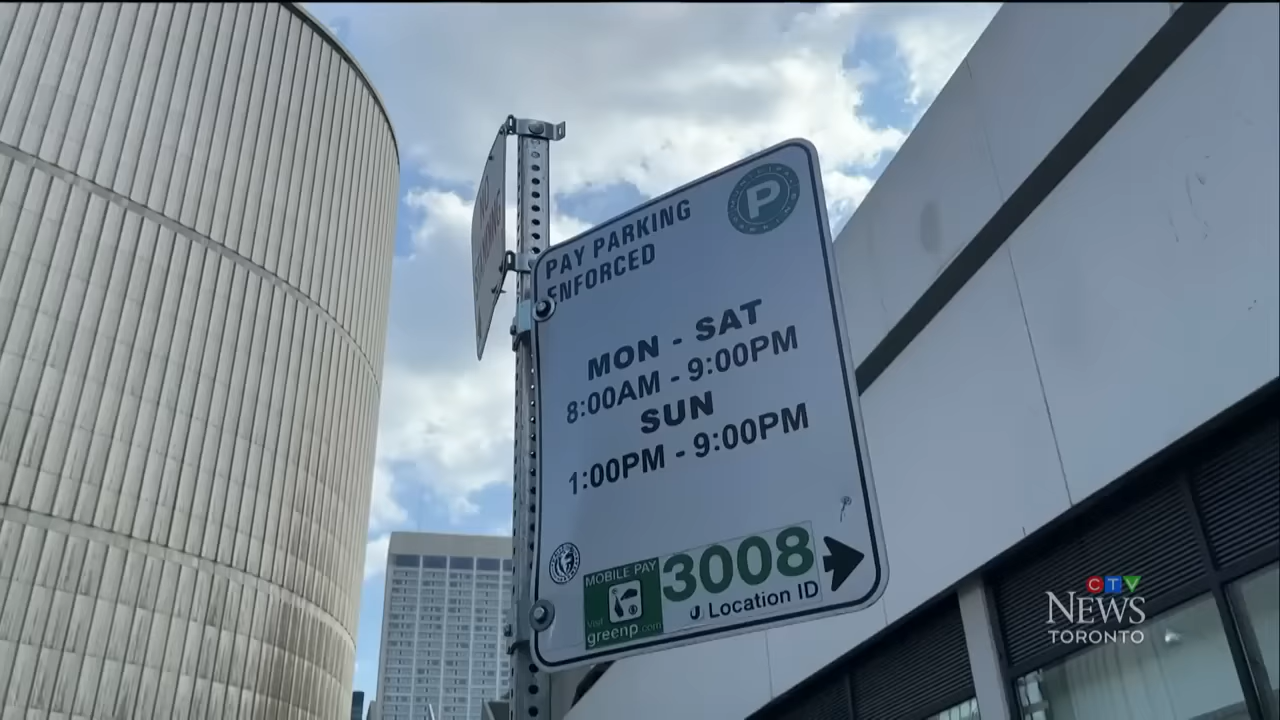 PAY PARKING
ENFORCED
P
MON - SAT
8:00AM - 9:00PM
SUN
1:00PM - 9:00PM
MOBILE PAY
visit
greenp.com
3008
Location ID
CTV
NEWS
TORONTO